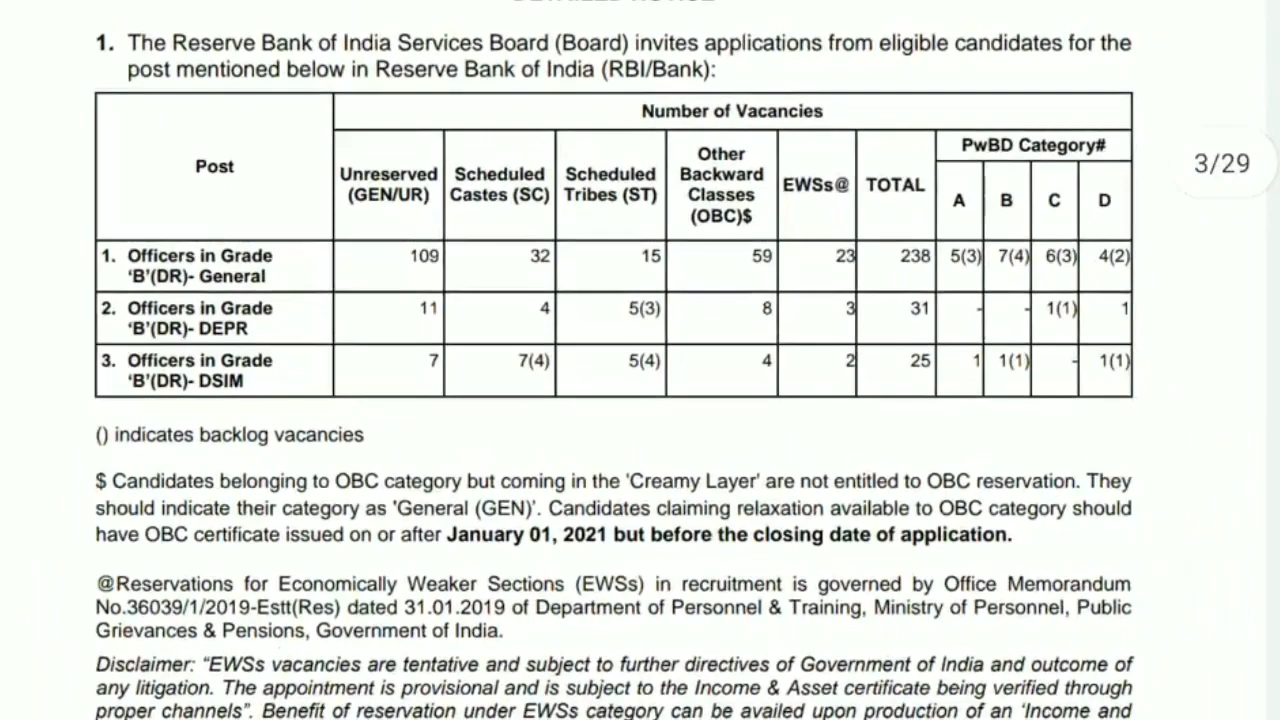 DETAILED NOTICE
1. The Reserve Bank of India Services Board (Board) invites applications from eligible candidates for the
post mentioned below in Reserve Bank of India (RBI/Bank):
Post
Number of Vacancies
Unreserved
(GEN/UR)
Scheduled
Castes (SC)
Scheduled
Tribes (ST)
Other
Backward
Classes
(OBC)$
EWSs@
TOTAL
PwBD Category#
A B C D
1. Officers in Grade
‘B’(DR)- General
109 32 15 59 23 238 5(3) 7(4) 6(3) 4(2)
2. Officers in Grade
‘B’(DR)- DEPR
11 4 5(3) 8 3 31 - - 1(1) 1
3. Officers in Grade
‘B’(DR)- DSIM
7 7(4) 5(4) 4 2 25 1 1(1) - 1(1)
3/29
() indicates backlog vacancies
$ Candidates belonging to OBC category but coming in the 'Creamy Layer' are not entitled to OBC reservation. They
should indicate their category as 'General (GEN)'. Candidates claiming relaxation available to OBC category should
have OBC certificate issued on or after January 01, 2021 but before the closing date of application.
@Reservations for Economically Weaker Sections (EWSs) in recruitment is governed by Office Memorandum
No.36039/1/2019-Estt(Res) dated 31.01.2019 of Department of Personnel & Training, Ministry of Personnel, Public
Grievances & Pensions, Government of India.
Disclaimer: “EWSs vacancies are tentative and subject to further directives of Government of India and outcome of
any litigation. The appointment is provisional and is subject to the Income & Asset certificate being verified through
proper channels”. Benefit of reservation under EWSs category can be availed upon production of an ‘Income and